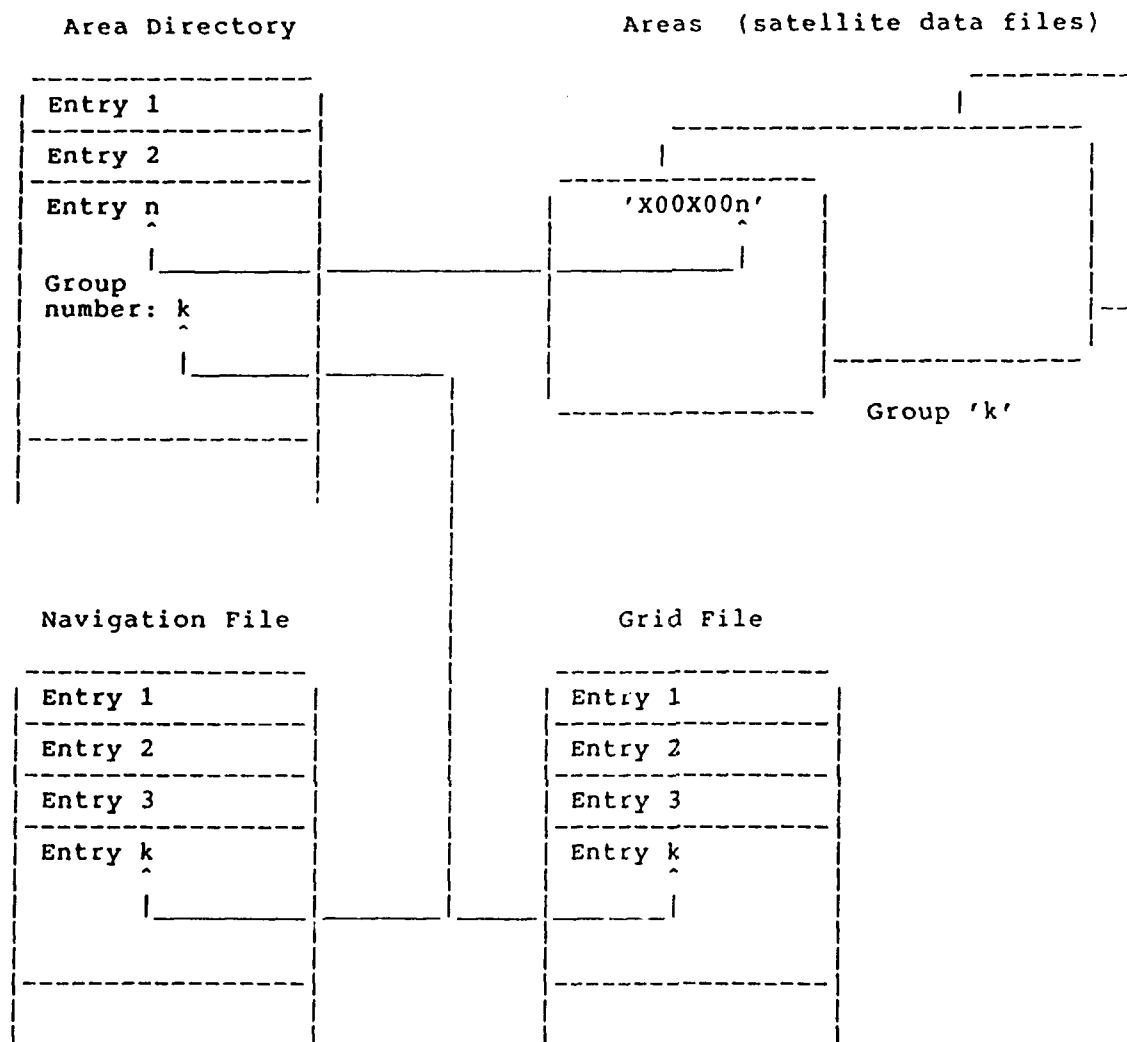 Area Directory
Areas (satellite data files)
Entry 1
Entry 2
Entry n
Group
number: k
'X00X00n'
Group 'k'
Navigation File
Grid File
Entry 1
Entry 2
Entry 3
Entry k
Entry 1
Entry 2
Entry 3
Entry k